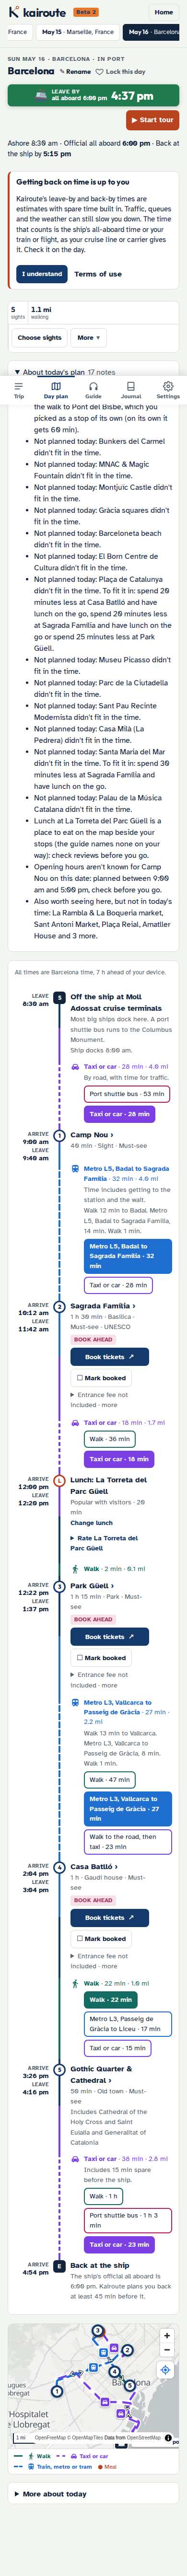 kairoute Beta 2 Home
France May 15 · Marseille, France May 16 · Barcelona
SUN MAY 16 · BARCELONA · IN PORT
Barcelona ✎ Rename ♡ Lock this day
LEAVE BY
all aboard 6:00 pm 4:37 pm
▶ Start tour
Ashore 8:30 am · Official all aboard 6:00 pm · Back at
the ship by 5:15 pm
Getting back on time is up to you
Kairoute's leave-by and back-by times are
estimates with spare time built in. Traffic, queues
and the weather can still slow you down. The time
you count on is the ship's all-aboard time, or for a
train or flight, as your cruise line or carrier gives
it. Check it on the day.
I understand Terms of use
5
sights
1.1 mi
walking
Choose sights More ▾
▼ About today's plan 17 notes
Trip Day plan Guide Journal Settings
the walk to Pont del Bisbe, which you
picked as a stop of its own (on its own it
gets 60 min).
• Not planned today: Bunkers del Carmel
didn't fit in the time.
• Not planned today: MNAC & Magic
Fountain didn't fit in the time.
• Not planned today: Montjuïc Castle didn't
fit in the time.
• Not planned today: Gràcia squares didn't
fit in the time.
• Not planned today: Barceloneta beach
didn't fit in the time.
• Not planned today: El Born Centre de
Cultura didn't fit in the time.
• Not planned today: Plaça de Catalunya
didn't fit in the time. To fit it in: spend 20
minutes less at Casa Batlló and have
lunch on the go, spend 20 minutes less
at Sagrada Família and have lunch on the
go or spend 25 minutes less at Park
Güell.
• Not planned today: Museu Picasso didn't
fit in the time.
• Not planned today: Parc de la Ciutadella
didn't fit in the time.
• Not planned today: Sant Pau Recinte
Modernista didn't fit in the time.
• Not planned today: Casa Milà (La
Pedrera) didn't fit in the time.
• Not planned today: Santa Maria del Mar
didn't fit in the time. To fit it in: spend 30
minutes less at Sagrada Família and
have lunch on the go.
• Not planned today: Palau de la Música
Catalana didn't fit in the time.
• Lunch at La Torreta del Parc Güell is a
place to eat on the map beside your
stops (the guide names none of your
own): check reviews before you go.
• Opening hours aren't known for Camp
Nou on this date: planned between 9:00
am and 5:00 pm, check before you go.
• Also worth seeing here, but not in today's
time: La Rambla & La Boqueria market,
Sant Antoni Market, Plaça Reial, Amatller
House and 3 more.
All times are Barcelona time, 7 h ahead of your device.
LEAVE
8:30 am
S
Off the ship at Moll
Adossat cruise terminals
Most big ships dock here. A port
shuttle bus runs to the Columbus
Monument.
Ship docks 8:00 am.
Taxi or car · 28 min · 4.0 mi
By road, with time for traffic.
Port shuttle bus · 53 min
Taxi or car · 28 min
ARRIVE
9:00 am
LEAVE
9:40 am
1
Camp Nou ›
40 min · Sight · Must-see
Metro L5, Badal to Sagrada
Família · 32 min · 4.0 mi
Time includes getting to the
station and the wait.
Walk 12 min to Badal. Metro
L5, Badal to Sagrada Família,
14 min. Walk 1 min.
Metro L5, Badal to
Sagrada Família · 32
min
Taxi or car · 28 min
ARRIVE
10:12 am
LEAVE
11:42 am
2
Sagrada Família ›
1 h 30 min · Basilica ·
Must-see · UNESCO
BOOK AHEAD
Book tickets ↗
☐ Mark booked
▶ Entrance fee not
included · more
Taxi or car · 18 min · 1.7 mi
Walk · 36 min
Taxi or car · 18 min
ARRIVE
12:00 pm
LEAVE
12:20 pm
L
Lunch: La Torreta del
Parc Güell
Popular with visitors · 20
min
Change lunch
▶ Rate La Torreta del
Parc Güell
Walk · 2 min · 0.1 mi
ARRIVE
12:22 pm
LEAVE
1:37 pm
3
Park Güell ›
1 h 15 min · Park · Must-
see
BOOK AHEAD
Book tickets ↗
☐ Mark booked
▶ Entrance fee not
included · more
Metro L3, Vallcarca to
Passeig de Gràcia · 27 min ·
2.2 mi
Walk 13 min to Vallcarca.
Metro L3, Vallcarca to
Passeig de Gràcia, 8 min.
Walk 1 min.
Walk · 47 min
Metro L3, Vallcarca to
Passeig de Gràcia · 27
min
Walk to the road, then
taxi · 23 min
ARRIVE
2:04 pm
LEAVE
3:04 pm
4
Casa Batlló ›
1 h · Gaudí house · Must-
see
BOOK AHEAD
Book tickets ↗
☐ Mark booked
▶ Entrance fee not
included · more
Walk · 22 min · 1.0 mi
Walk · 22 min
Metro L3, Passeig de
Gràcia to Liceu · 17 min
Taxi or car · 15 min
ARRIVE
3:26 pm
LEAVE
4:16 pm
5
Gothic Quarter &
Cathedral ›
50 min · Old town · Must-
see
Includes Cathedral of the
Holy Cross and Saint
Eulalia and Generalitat of
Catalonia
Taxi or car · 38 min · 2.8 mi
Includes 15 min spare
before the ship.
Walk · 1 h
Port shuttle bus · 1 h 3
min
Taxi or car · 23 min
ARRIVE
4:54 pm
E
Back at the ship
The ship's official all aboard is
6:00 pm. Kairoute plans you back
at least 45 min before it.
3
2
4
1
5
+
−
Hospitalet
e Llobregat
1 mi
OpenFreeMap © OpenMapTiles Data from OpenStreetMap
Walk Taxi or car
Train, metro or tram Meal
▶ More about today